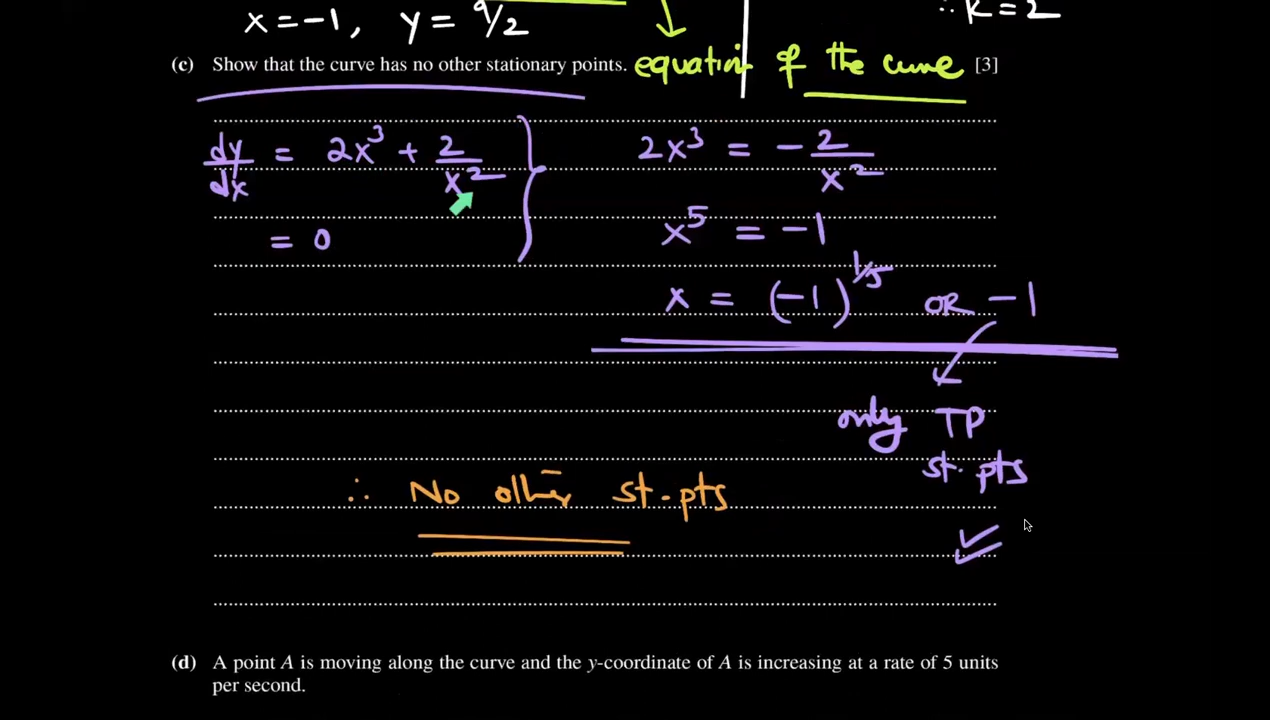 x = -1, y = 9/2
∴ K = 2
(c) Show that the curve has no other stationary points. equation of the curve [3]
dy/dx = 2x³ + 2/x²
= 0
2x³ = -2/x²
x⁵ = -1
x = (-1)^1/5 OR -1
only TP
st. pts
∴ No other st. pts
(d) A point A is moving along the curve and the y-coordinate of A is increasing at a rate of 5 units
per second.